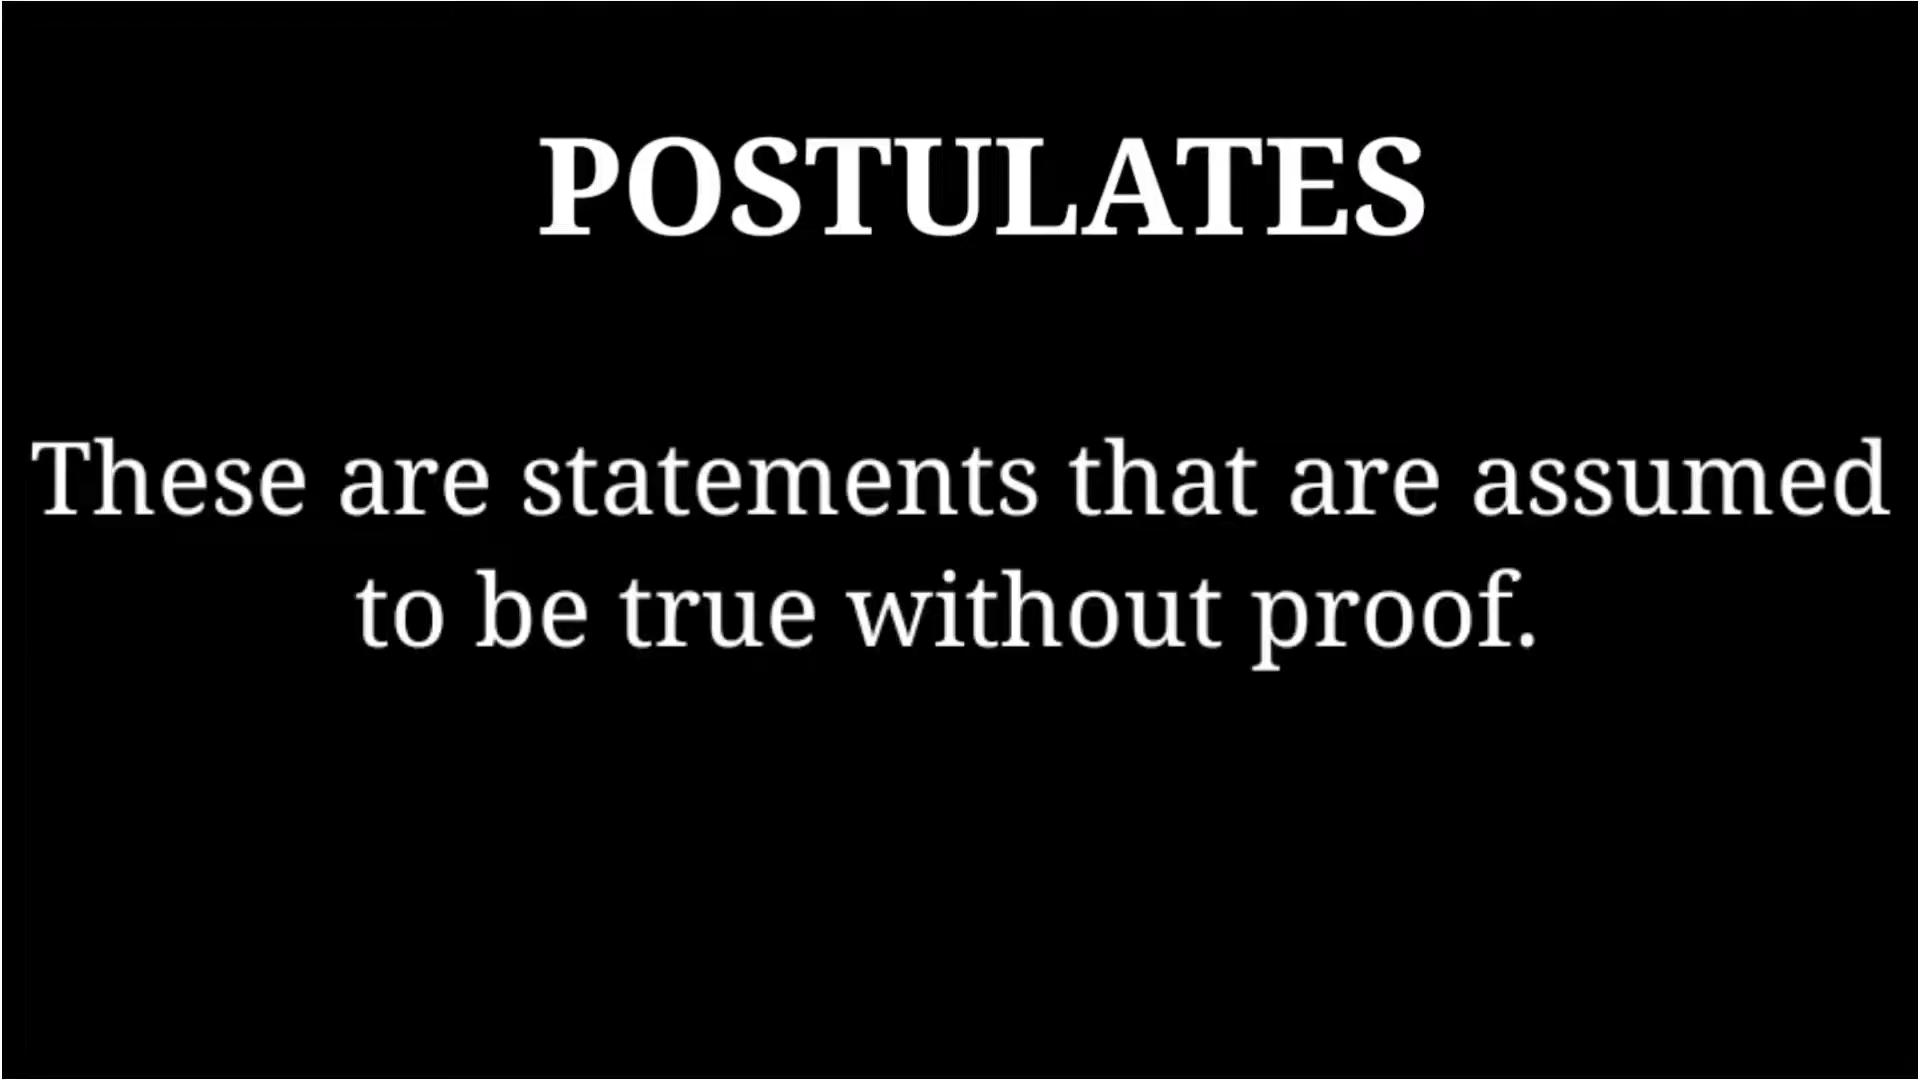 POSTULATES
These are statements that are assumed
to be true without proof.